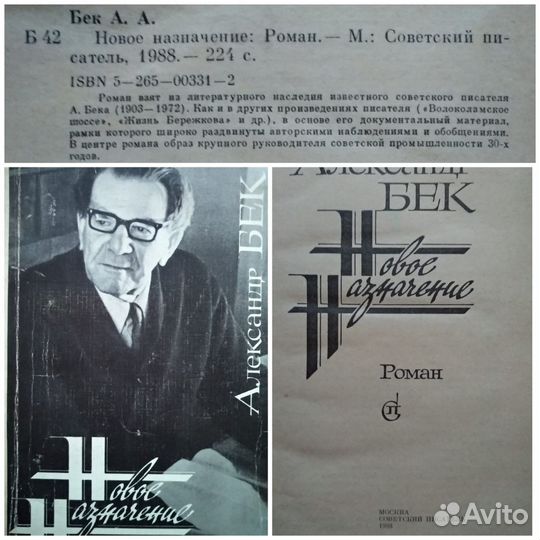 Бек А. А.
Б 42 Новое назначение: Роман.— М.: Советский пи-
сатель, 1988.— 224 с.
ISBN 5—265—00331—2
Роман взят из литературного наследия известного советского писателя
А. Бека (1903—1972). Как и в других произведениях писателя («Волоколамское
шоссе», «Жизнь Бережкова» и др.), в основе его документальный материал,
рамки которого широко раздвинуты авторскими наблюдениями и обобщениями.
В центре романа образ крупного руководителя советской промышленности 30-х
годов.
Александр БЕК
Новое
Назначение
Александр
БЕК
Новое
Назначение
Роман
СП
МОСКВА
СОВЕТСКИЙ
1988
Avito